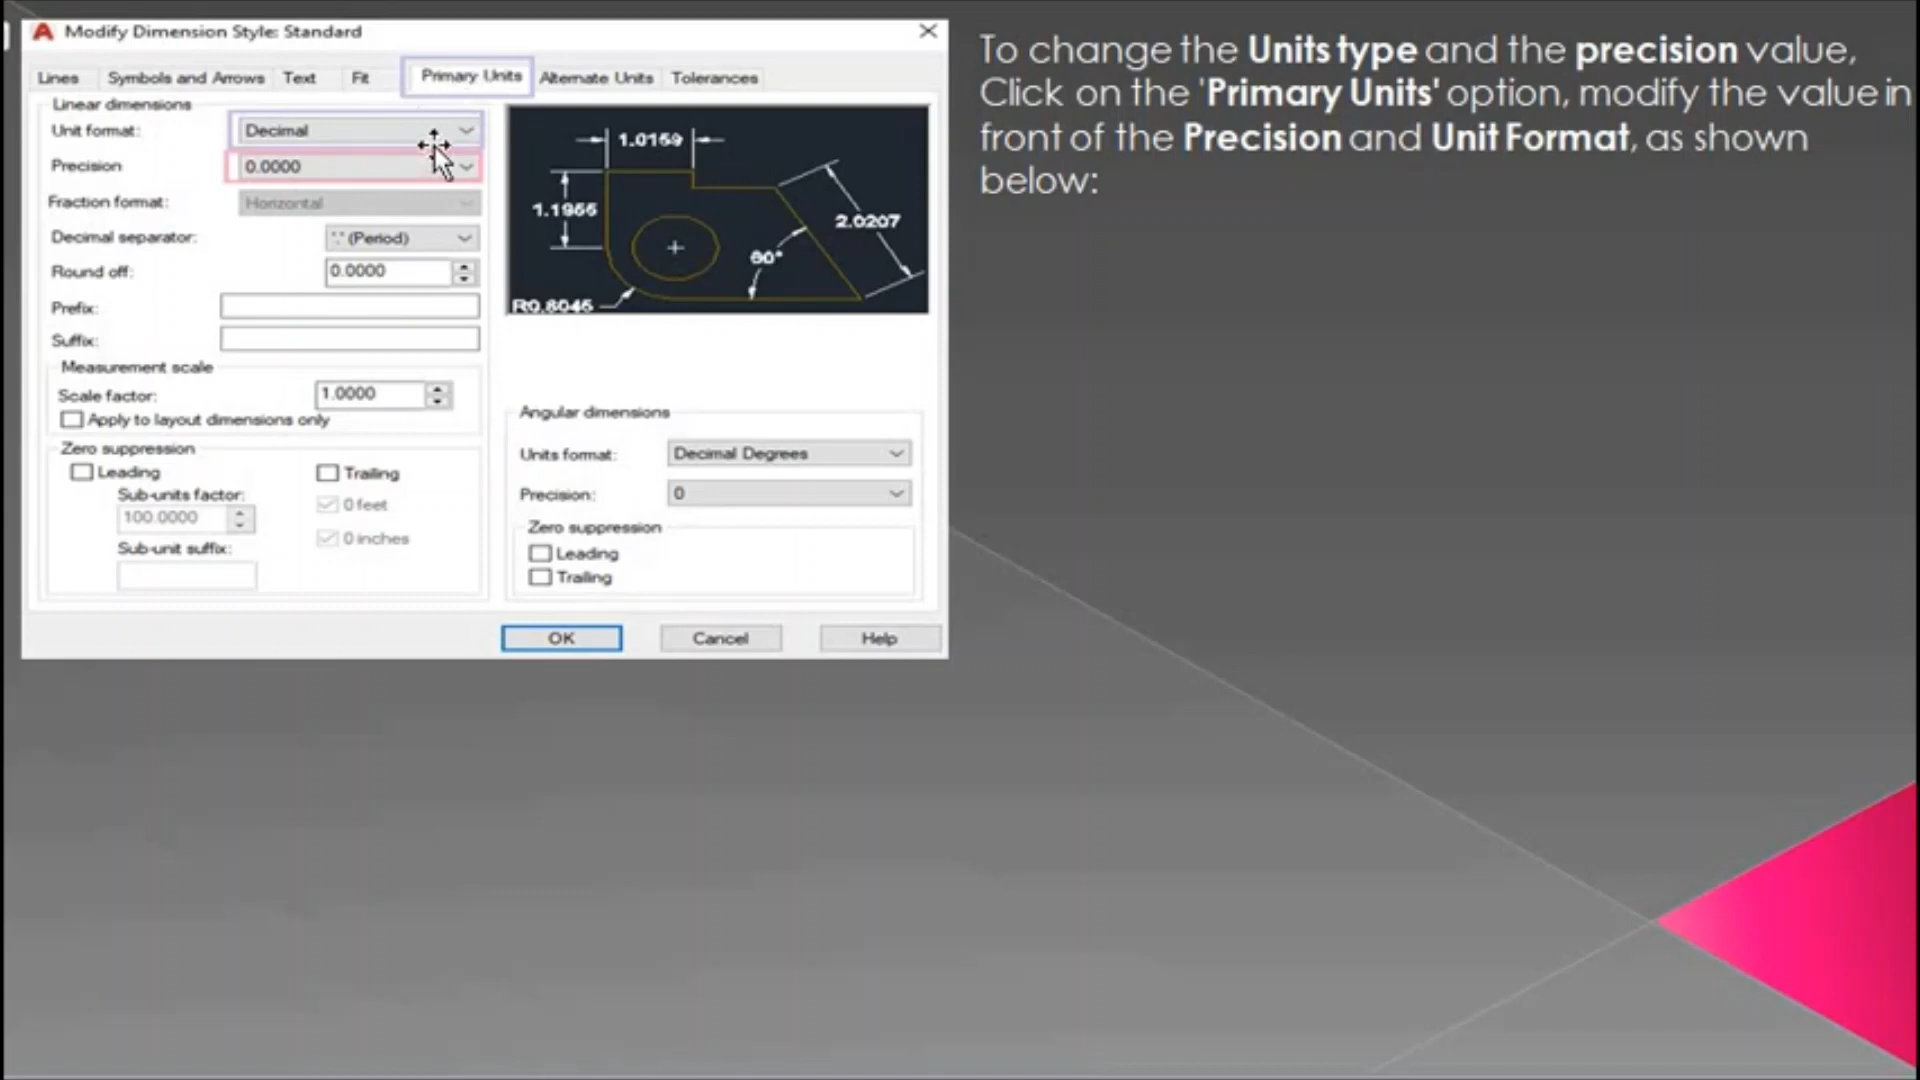 Modify Dimension Style: Standard
Lines Symbols and Arrows Text Fit Primary Units Alternate Units Tolerances
Linear dimensions
Unit format: Decimal
Precision 0.0000
Fraction format: Horizontal
Decimal separator: '.' (Period)
Round off: 0.0000
Prefix:
Suffix:
Measurement scale
Scale factor: 1.0000
Apply to layout dimensions only
Zero suppression
Leading
Trailing
Sub-units factor:
100.0000
0 feet
0 inches
Sub-unit suffix:
1.0159
1.1955
2.0207
60°
R0.8045
Angular dimensions
Units format: Decimal Degrees
Precision: 0
Zero suppression
Leading
Trailing
OK Cancel Help
To change the Units type and the precision value,
Click on the 'Primary Units' option, modify the value in
front of the Precision and Unit Format, as shown
below: